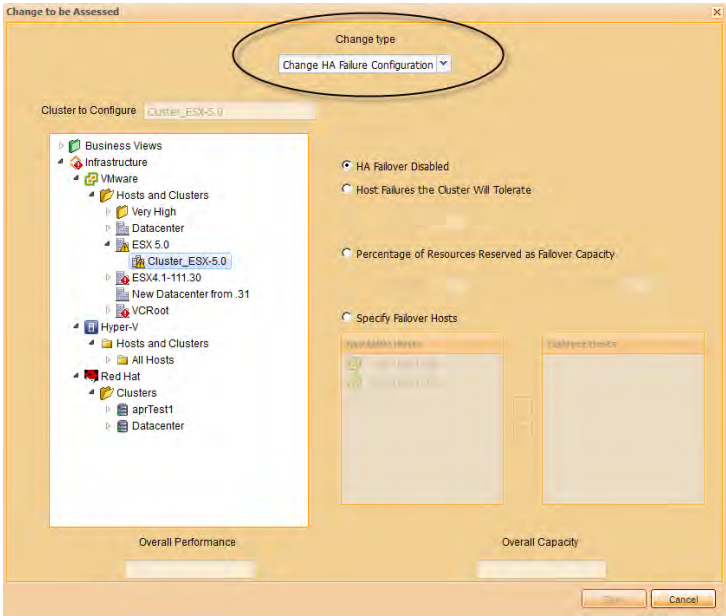 Change to be Assessed
Change type
Change HA Failure Configuration
Cluster to Configure Cluster_ESX-5.0
Business Views
Infrastructure
VMware
Hosts and Clusters
Very High
Datacenter
ESX 5.0
Cluster_ESX-5.0
ESX4.1-111.30
New Datacenter from .31
VCRoot
Hyper-V
Hosts and Clusters
All Hosts
Red Hat
Clusters
aprTest1
Datacenter
HA Failover Disabled
Host Failures the Cluster Will Tolerate
Percentage of Resources Reserved as Failover Capacity
Specify Failover Hosts
Available Hosts
Failover Hosts
Overall Performance
Overall Capacity
Cancel